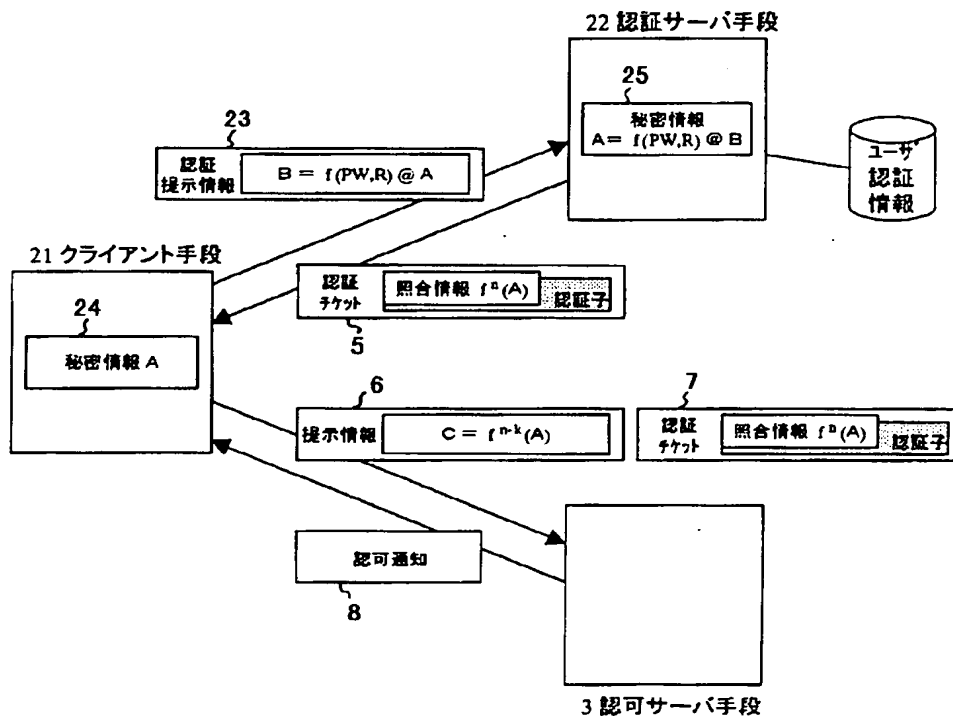 22 認証サーバ手段
25
秘密情報
A= f(PW,R) @ B
ユーザ
認証
情報
23
認証
提示情報
B = f(PW,R) @ A
21 クライアント手段
24
秘密情報 A
認証
チケット
照合情報 fⁿ(A)
認証子
5
6
提示情報
C = fⁿ⁻ᵏ(A)
7
認証
チケット
照合情報 fⁿ(A)
認証子
認可通知
8
3 認可サーバ手段